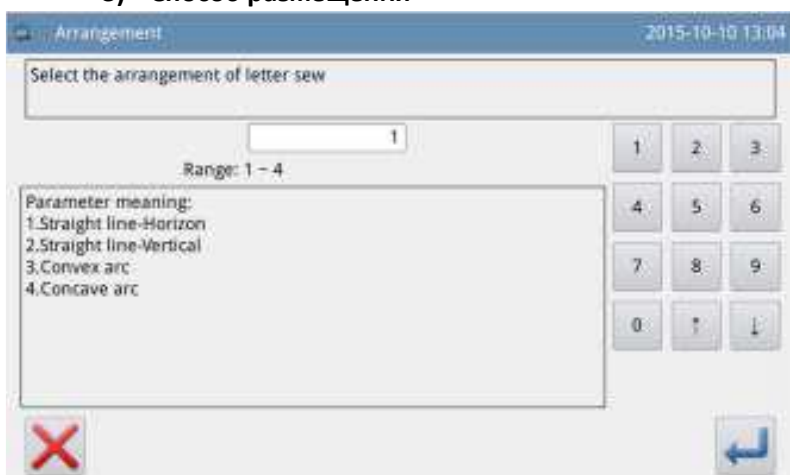 способ размещения
Arrangement 2015-10-10 13:04
Select the arrangement of letter sew
1
Range: 1 ~ 4
Parameter meaning:
1.Straight line-Horizon
2.Straight line-Vertical
3.Convex arc
4.Concave arc
1 2 3
4 5 6
7 8 9
0 ↑ ↓